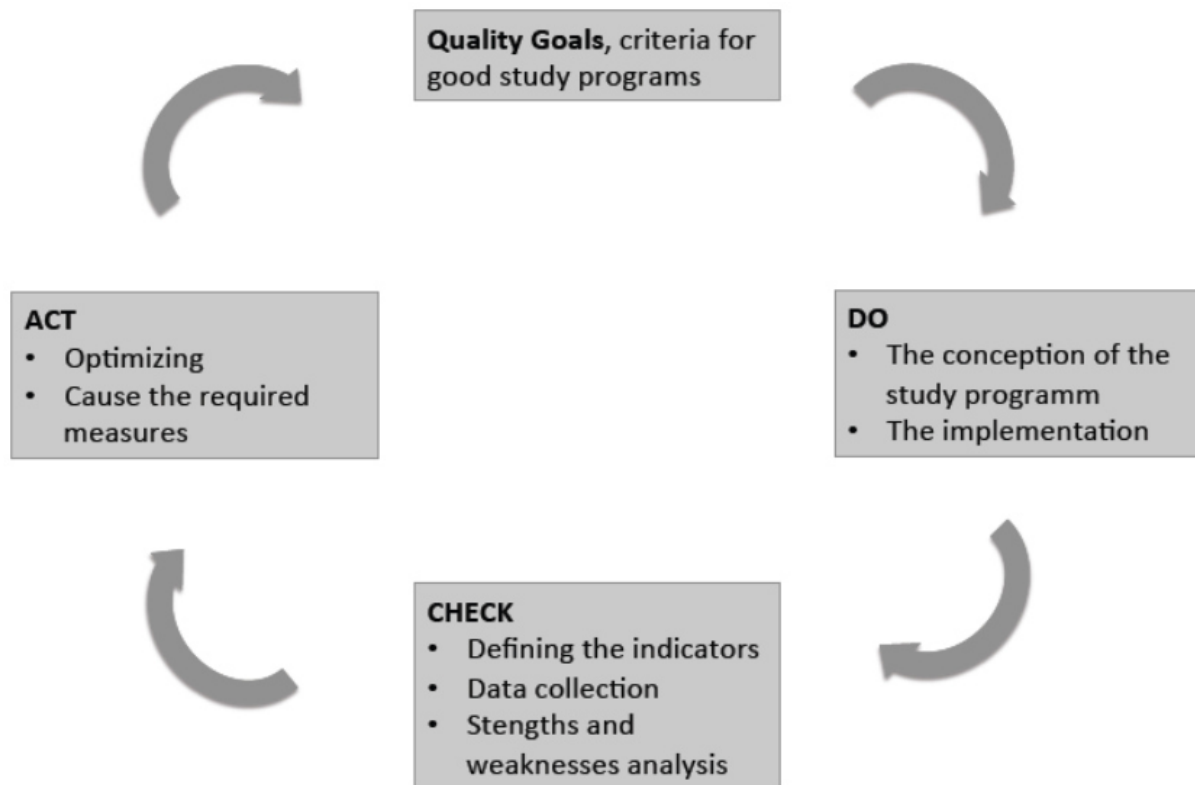 Quality Goals, criteria for
good study programs
ACT
• Optimizing
• Cause the required
measures
DO
• The conception of the
study programm
• The implementation
CHECK
• Defining the indicators
• Data collection
• Stengths and
weaknesses analysis